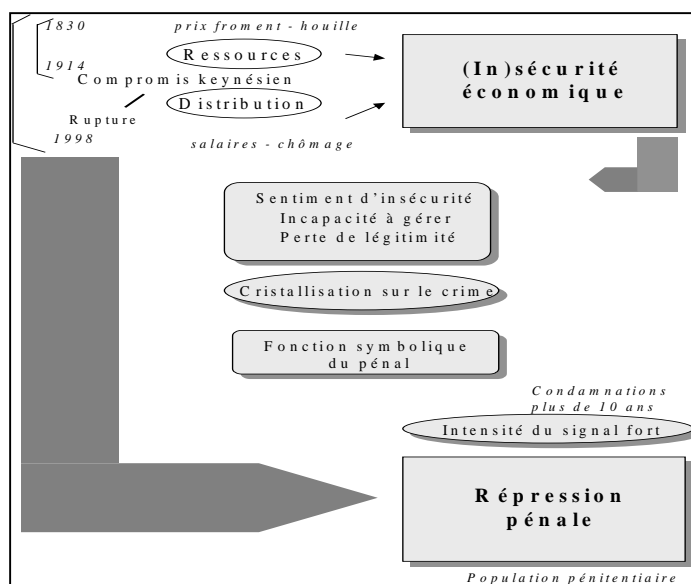 1830
prix froment - houille
Ressources
1914
Compromis keynésien
Distribution
Rupture
1998
salaires - chômage
(In)sécurité
économique
Sentiment d'insécurité
Incapacité à gérer
Perte de légitimité
Cristallisation sur le crime
Fonction symbolique
du pénal
Condamnations
plus de 10 ans
Intensité du signal fort
Répression
pénale
Population pénitentiaire